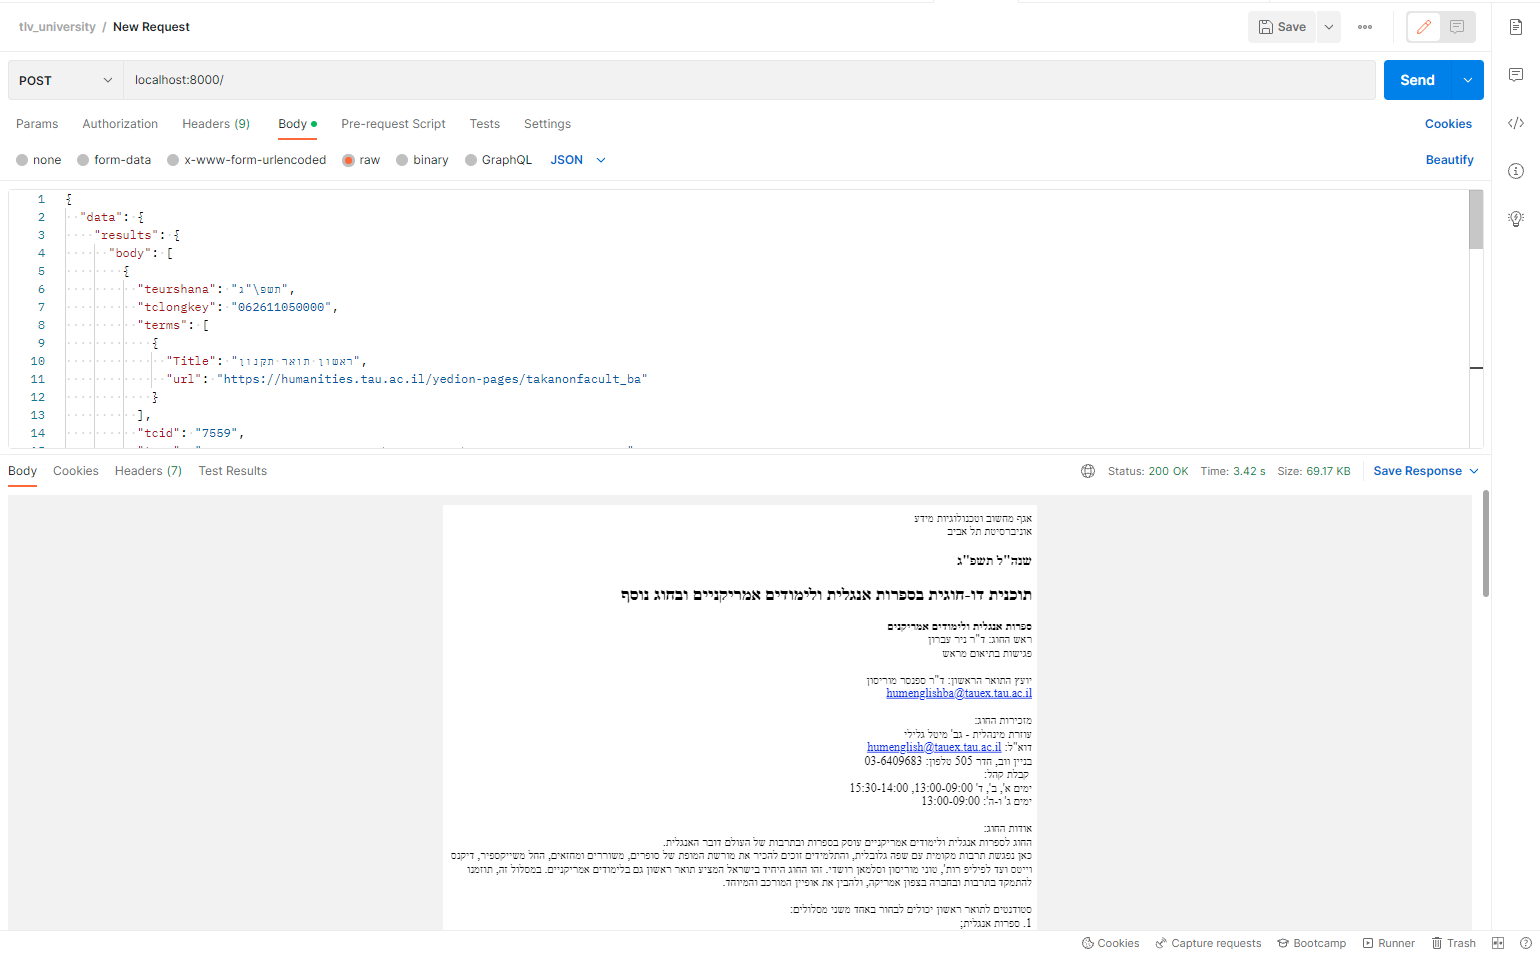 tlv_university / New Request
Save
POST
localhost:8000/
Send
Params Authorization Headers (9) Body Pre-request Script Tests Settings Cookies
none form-data x-www-form-urlencoded raw binary GraphQL JSON Beautify
1 {
2 "data": {
3 "results": {
4 "body": [
5 {
6 "teurshana": "תשפ\"ג",
7 "tclongkey": "062611050000",
8 "terms": [
9 {
10 "Title": "ראשון תואר תקנון",
11 "url": "https://humanities.tau.ac.il/yedion-pages/takanonfacult_ba"
12 }
13 ],
14 "tcid": "7559",
Body Cookies Headers (7) Test Results Status: 200 OK Time: 3.42 s Size: 69.17 KB Save Response
אגף מחשוב וטכנולוגיות מידע
אוניברסיטת תל אביב
שנה"ל תשפ"ג
תוכנית דו-חוגית בספרות אנגלית ולימודים אמריקניים ובחוג נוסף
ספרות אנגלית ולימודים אמריקנים
ראש החוג: ד"ר ניר עברון
פגישות בתיאום מראש
יועץ התואר הראשון: ד"ר ספנסר מוריסון
humenglishba@tauex.tau.ac.il
מזכירות החוג:
עוזרת מינהלית - גב' מיטל גלילי
דוא"ל: humenglish@tauex.tau.ac.il
בניין ווב, חדר 505 טלפון: 03-6409683
קבלת קהל:
ימים א', ב', ד' 13:00-09:00, 15:30-14:00
ימים ג' ו-ה': 13:00-09:00
אודות החוג:
החוג לספרות אנגלית ולימודים אמריקניים עוסק בספרות ובתרבות של העולם דובר האנגלית.
כאן נפגשת תרבות מקומית עם שפה גלובלית, והתלמידים זוכים להכיר את מורשת המופת של סופרים, משוררים ומחזאים, החל משייקספיר, דיקנס
וייטס ועד לפיליפ רות', טוני מוריסון וסלמאן רושדי. זהו החוג היחיד בישראל המציע תואר ראשון גם בלימודים אמריקניים. במסלול זה, תוזמנו
להתמקד בתרבות ובחברה בצפון אמריקה, ולהבין את אופיין המורכב והמיוחד.
סטודנטים לתואר ראשון יכולים לבחור באחד משני מסלולים:
1. ספרות אנגלית;
Cookies Capture requests Bootcamp Runner Trash